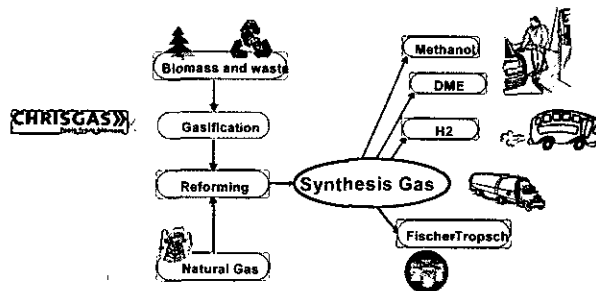 Methanol
Biomass and waste
DME
CHRISGAS
Gasification
H2
Reforming
Synthesis Gas
FischerTropsch
Natural Gas